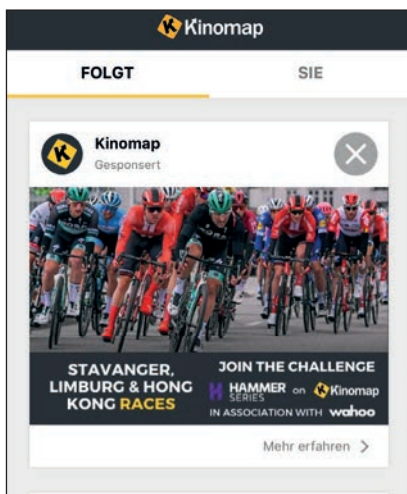 Kinomap
FOLGT SIE
Kinomap
Gesponsert
STAVANGER,
LIMBURG & HONG
KONG RACES
JOIN THE CHALLENGE
HAMMER SERIES on Kinomap
IN ASSOCIATION WITH wahoo
Mehr erfahren >